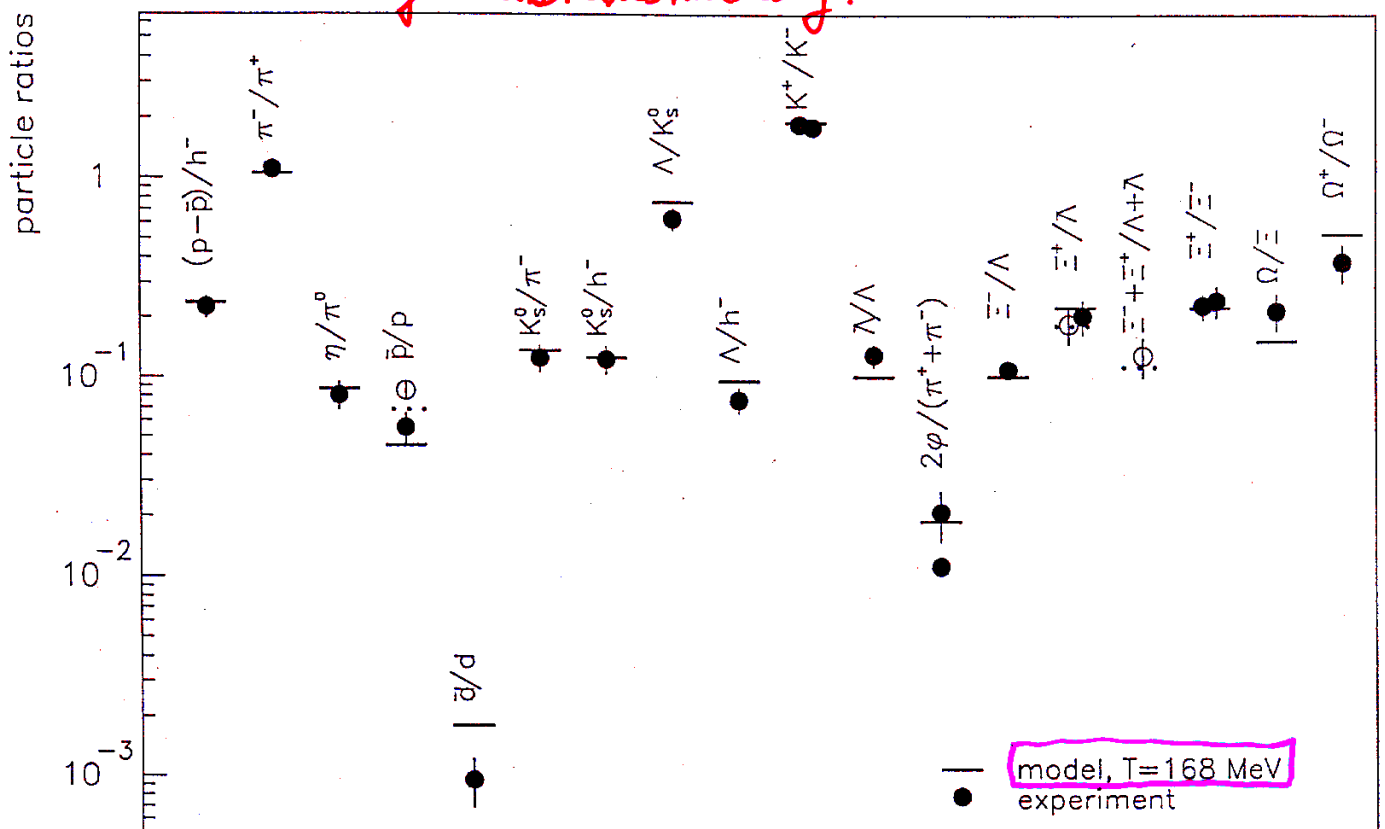 particle ratios
1
10⁻¹
10⁻²
10⁻³
(p−p̄)/h⁻
π⁻/π⁺
η/π⁰
p̄/p
d̄/d
K⁰ₛ/π⁻
K⁰ₛ/h⁻
Λ/K⁰ₛ
Λ/h⁻
K⁺/K⁻
Λ̄/Λ
2φ/(π⁺+π⁻)
Ξ⁻/Λ
Ξ̄⁺/Λ̄
Ξ⁻+Ξ̄⁺/Λ+Λ̄
Ξ̄⁺/Ξ⁻
Ω/Ξ
Ω⁺/Ω⁻
model, T=168 MeV
experiment